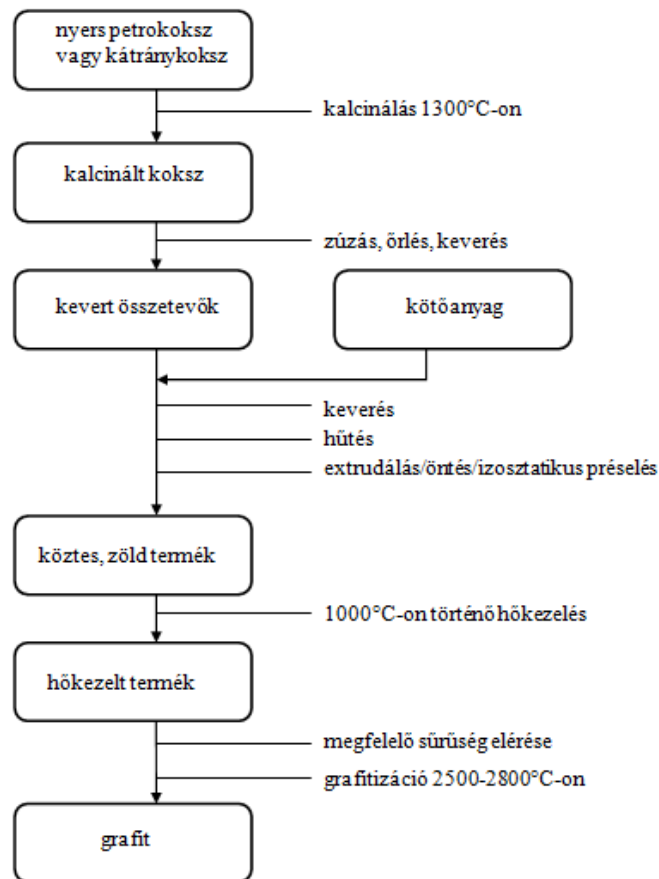 nyers petrokoksz
vagy kátránykoksz
kalcinálás 1300°C-on
kalcinált koksz
zúzás, őrlés, keverés
kevert összetevők
kötőanyag
keverés
hűtés
extrudálás/öntés/izosztatikus préselés
köztes, zöld termék
1000°C-on történő hőkezelés
hőkezelt termék
megfelelő sűrűség elérése
grafitizáció 2500-2800°C-on
grafit